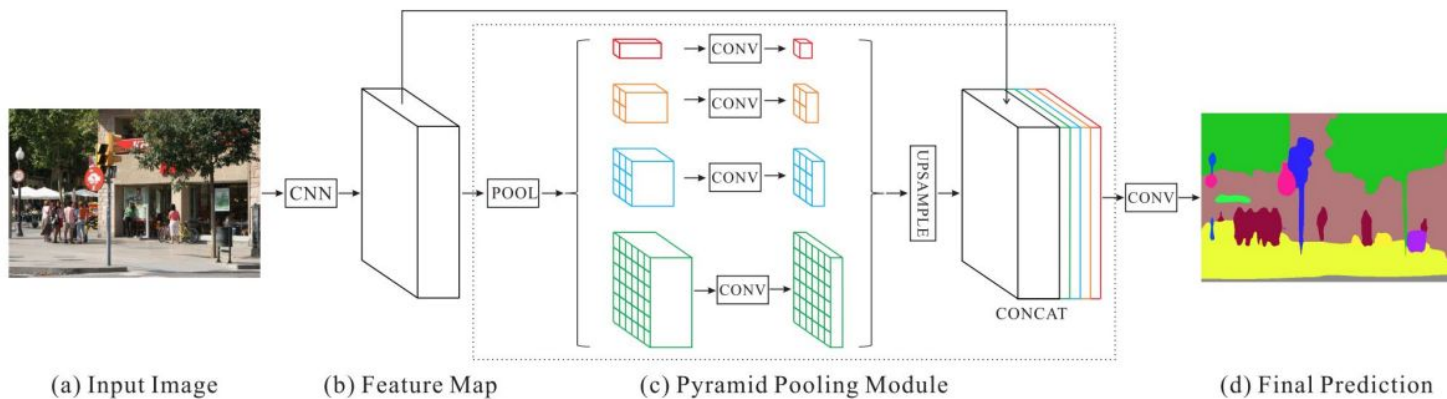 CNN
POOL
CONV
CONV
CONV
CONV
UPSAMPLE
CONCAT
CONV
(a) Input Image
(b) Feature Map
(c) Pyramid Pooling Module
(d) Final Prediction